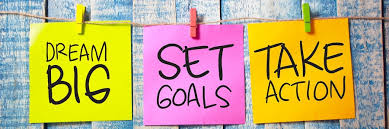 DREAM
BIG
SET
GOALS
TAKE
ACTION